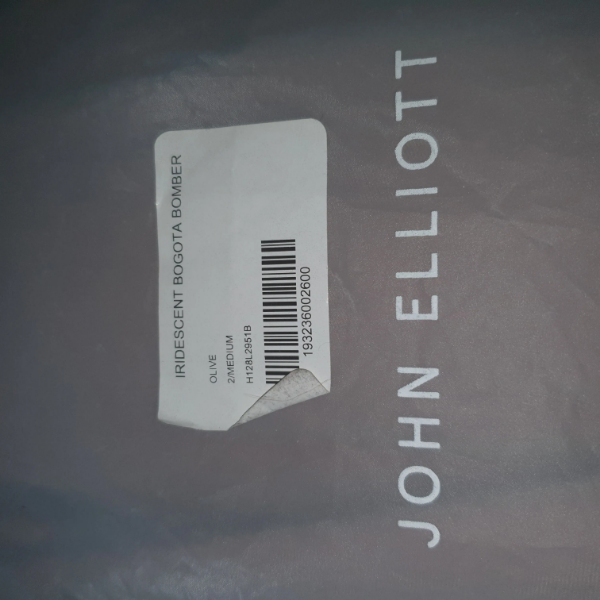 IRIDESCENT BOGOTA BOMBER
OLIVE
2/MEDIUM
H128L2951B
193236002600
JOHN ELLIOTT